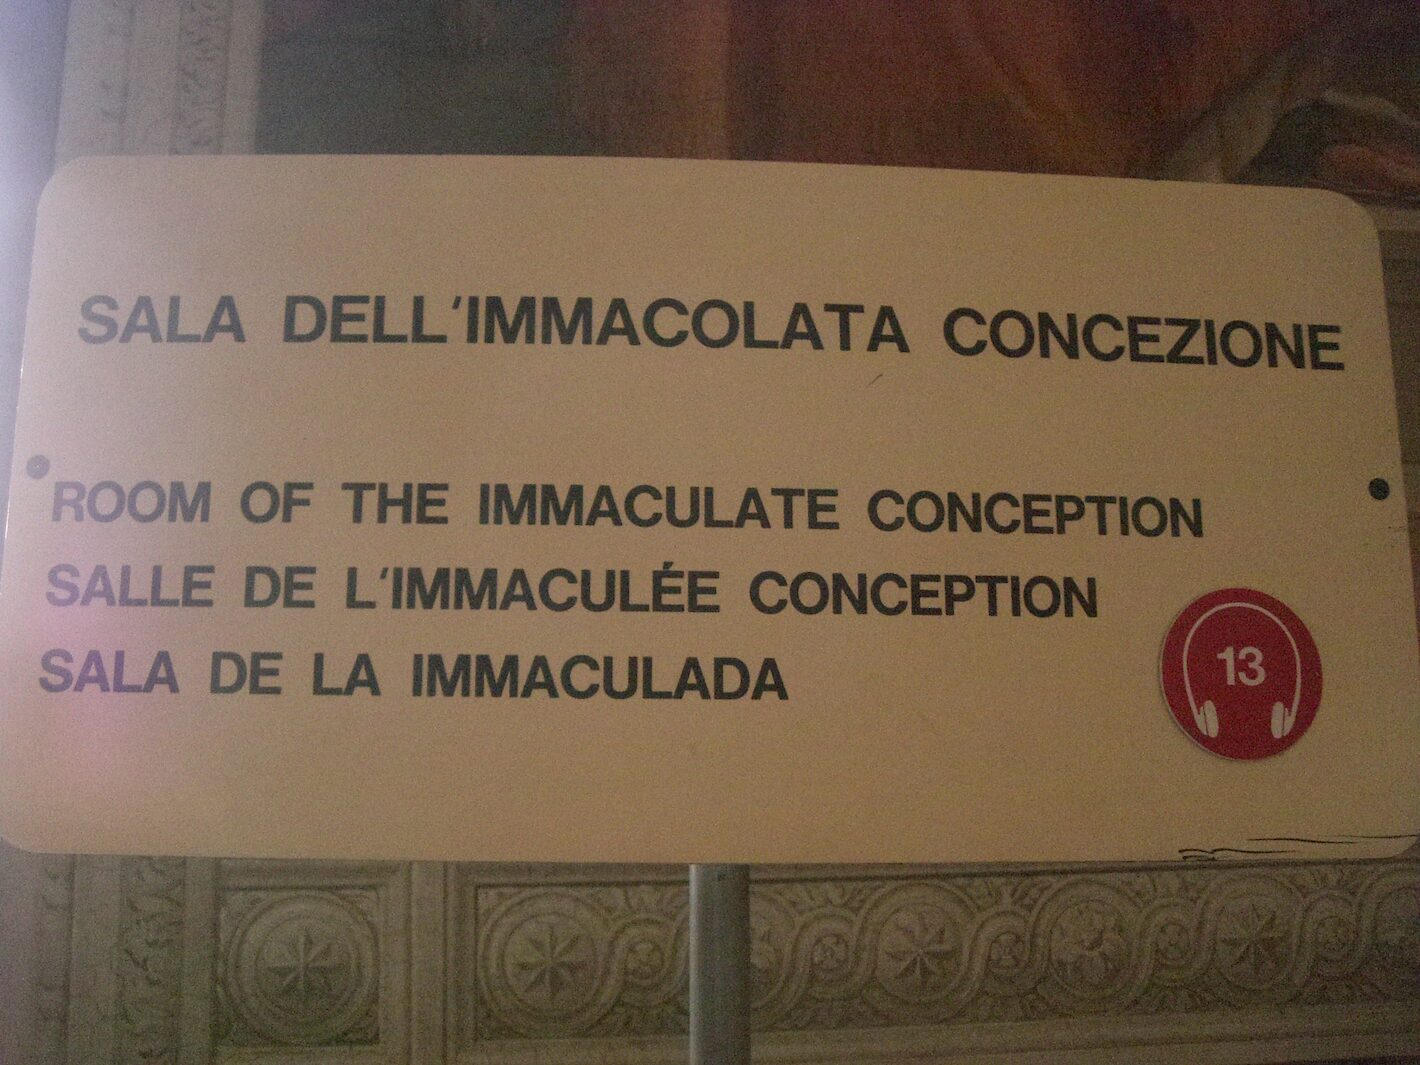 SALA DELL'IMMACOLATA CONCEZIONE
ROOM OF THE IMMACULATE CONCEPTION
SALLE DE L'IMMACULÉE CONCEPTION
SALA DE LA IMMACULADA
13